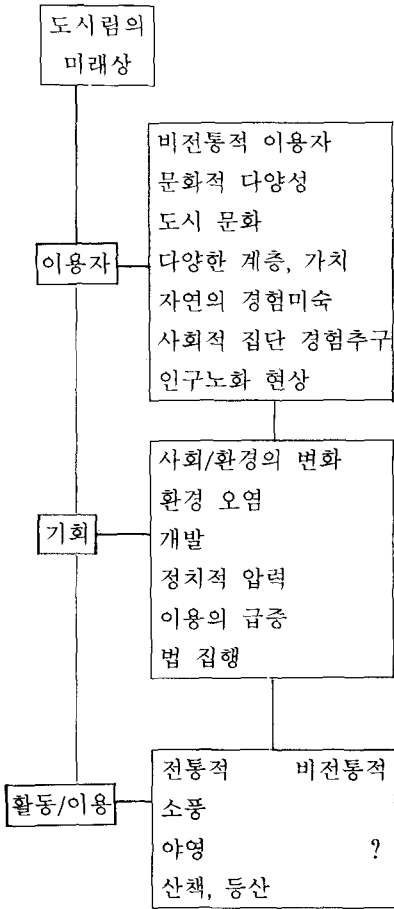 도시림의
미래상
이용자
비전통적 이용자
문화적 다양성
도시 문화
다양한 계층, 가치
자연의 경험미숙
사회적 집단 경험추구
인구노화 현상
기회
사회/환경의 변화
환경 오염
개발
정치적 압력
이용의 급증
법 집행
활동/이용
전통적 비전통적
소풍
야영 ?
산책, 등산